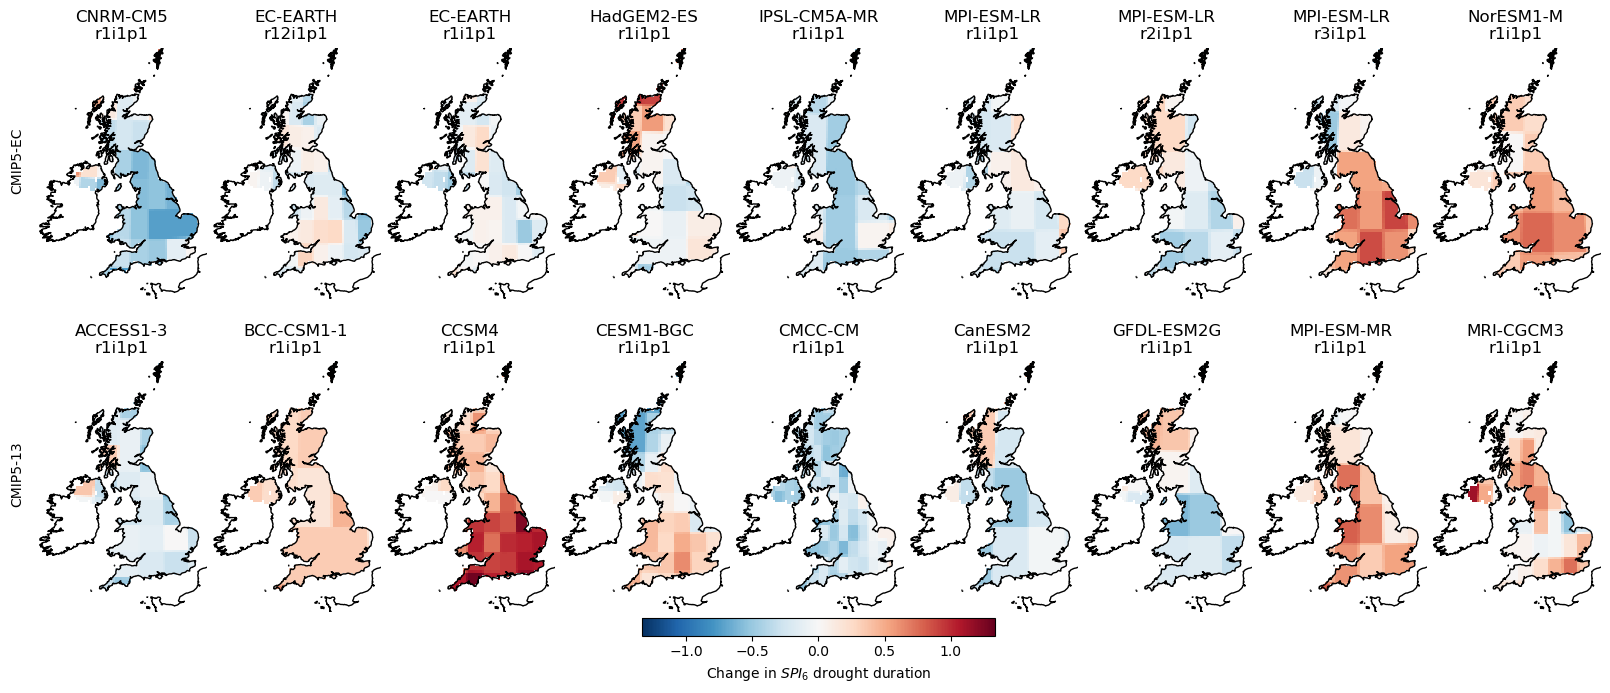 CNRM-CM5 EC-EARTH EC-EARTH HadGEM2-ES IPSL-CM5A-MR MPI-ESM-LR MPI-ESM-LR MPI-ESM-LR NorESM1-M
r1i1p1 r12i1p1 r1i1p1 r1i1p1 r1i1p1 r1i1p1 r2i1p1 r3i1p1 r1i1p1
CMIP5-EC
ACCESS1-3 BCC-CSM1-1 CCSM4 CESM1-BGC CMCC-CM CanESM2 GFDL-ESM2G MPI-ESM-MR MRI-CGCM3
r1i1p1 r1i1p1 r1i1p1 r1i1p1 r1i1p1 r1i1p1 r1i1p1 r1i1p1 r1i1p1
CMIP5-13
−1.0 −0.5 0.0 0.5 1.0
Change in SPI₆ drought duration